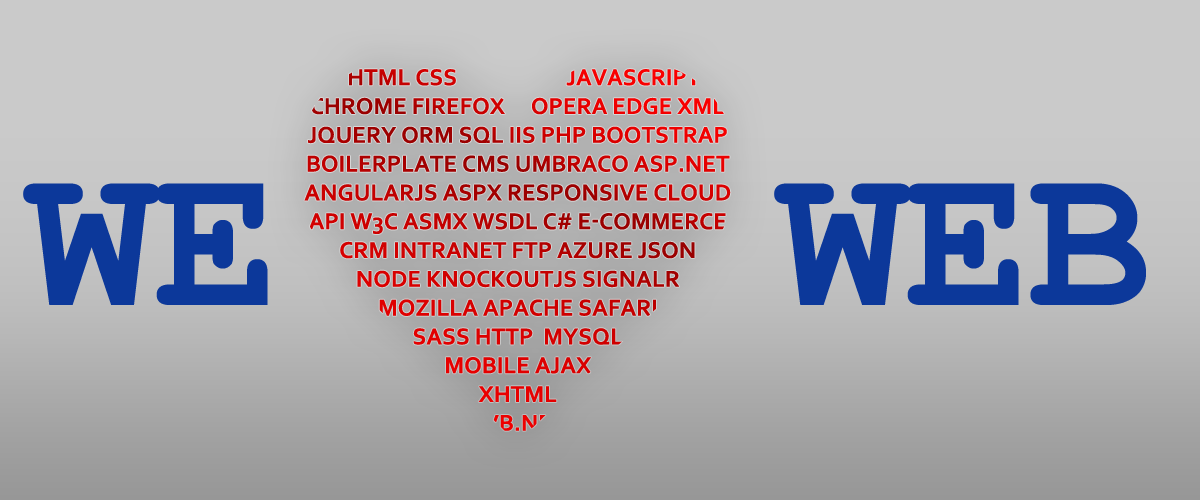 WE
HTML CSS JAVASCRIPT
CHROME FIREFOX OPERA EDGE XML
JQUERY ORM SQL IIS PHP BOOTSTRAP
BOILERPLATE CMS UMBRACO ASP.NET
ANGULARJS ASPX RESPONSIVE CLOUD
API W3C ASMX WSDL C# E-COMMERCE
CRM INTRANET FTP AZURE JSON
NODE KNOCKOUTJS SIGNALR
MOZILLA APACHE SAFARI
SASS HTTP MYSQL
MOBILE AJAX
XHTML
WEB